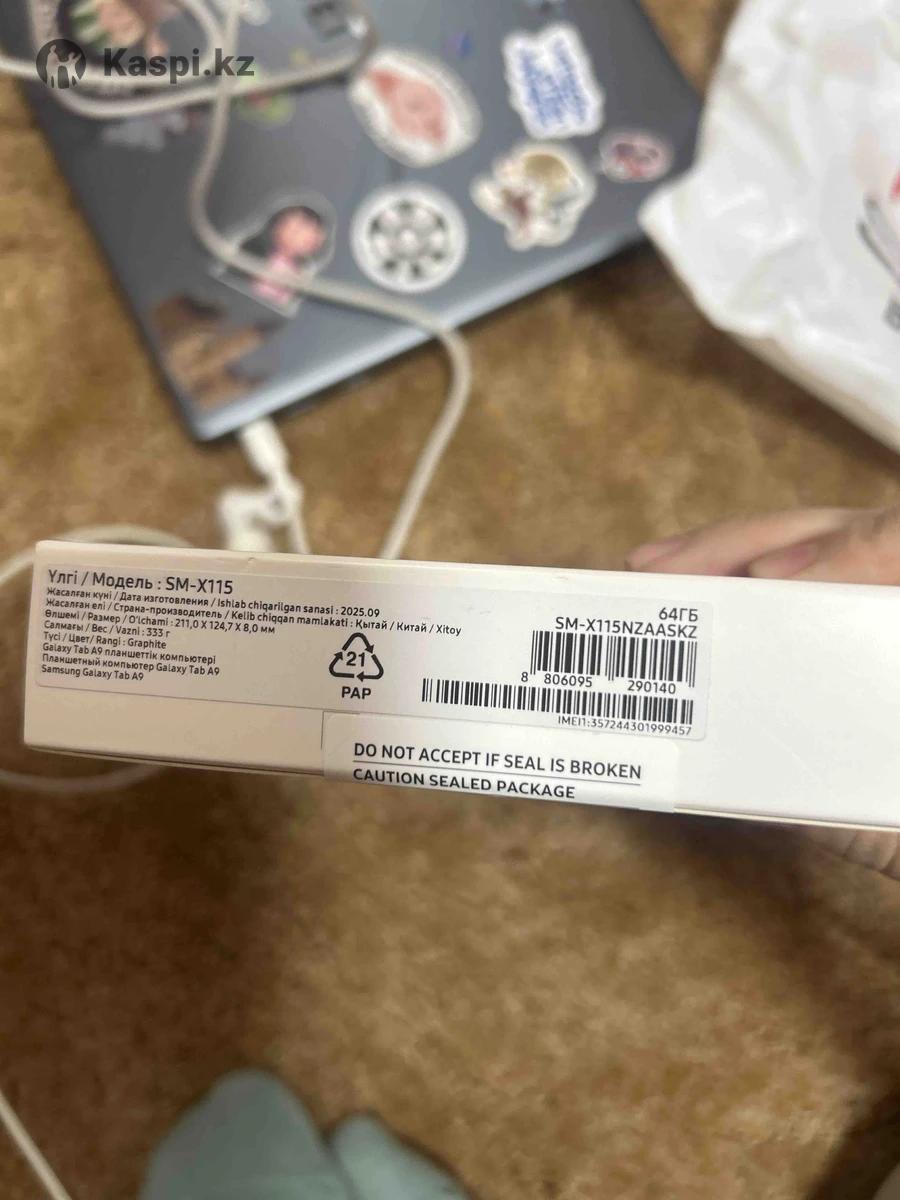 Kaspi.kz
Үлгі / Модель : SM-X115
Жасалған күні / Дата изготовления / Ishlab chiqarilgan sanasi : 2025.09
Жасалған елі / Страна-производитель / Kelib chiqqan mamlakati : Қытай / Китай / Xitoy
Өлшемі / Размер / O'lchami : 211,0 X 124,7 X 8,0 мм
Салмағы / Вес / Vazni : 333 г
Түсі / Цвет/ Rangi : Graphite
Galaxy Tab A9 планшеттік компьютері
Планшетный компьютер Galaxy Tab A9
Samsung Galaxy Tab A9
21
PAP
64ГБ
SM-X115NZAASKZ
8 806095 290140
IMEI1:357244301999457
DO NOT ACCEPT IF SEAL IS BROKEN
CAUTION SEALED PACKAGE